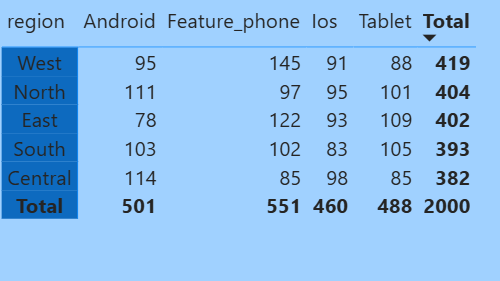 region Android Feature_phone Ios Tablet Total
West 95 145 91 88 419
North 111 97 95 101 404
East 78 122 93 109 402
South 103 102 83 105 393
Central 114 85 98 85 382
Total 501 551 460 488 2000